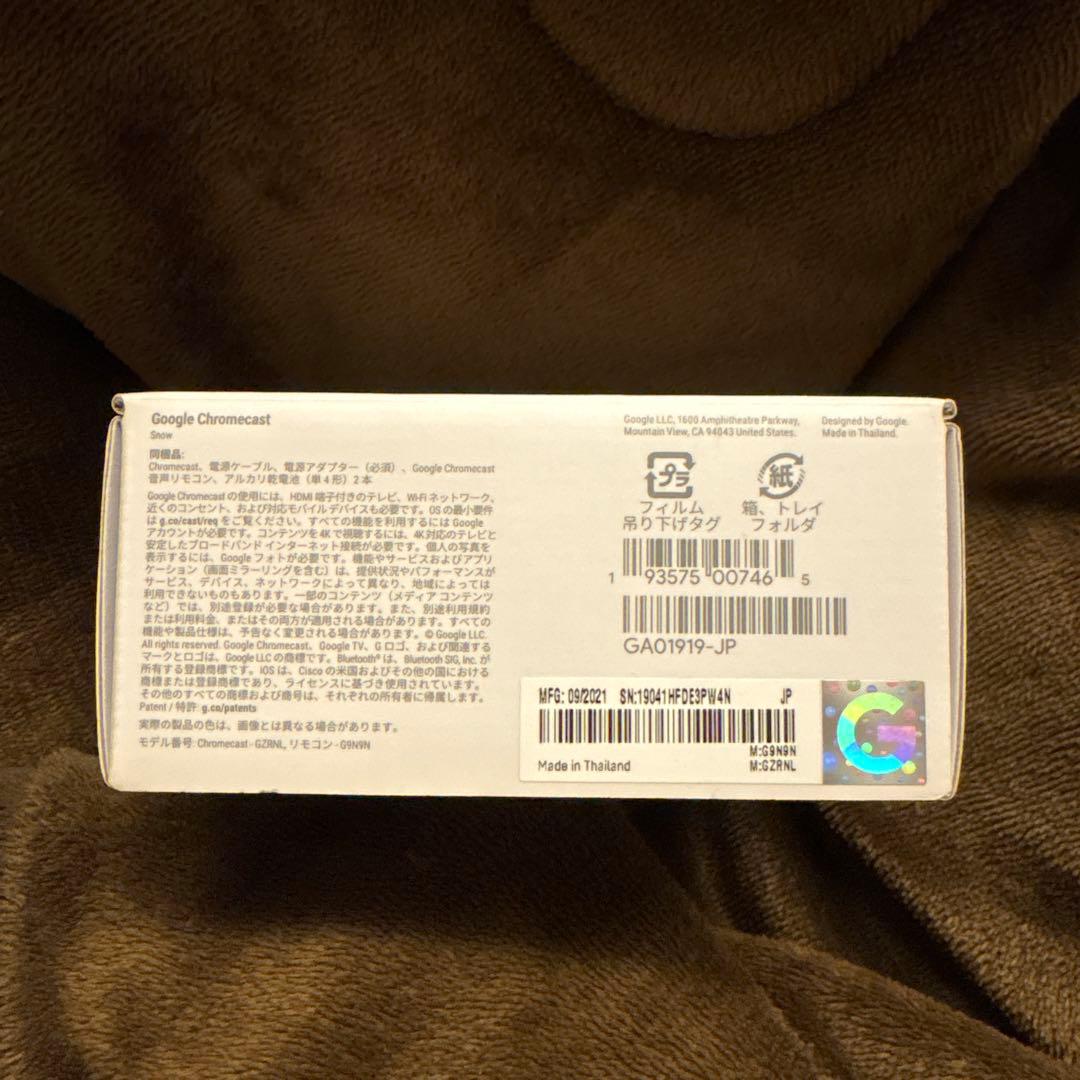 Google Chromecast
Snow
同梱品:
Chromecast、電源ケーブル、電源アダプター（必須）、Google Chromecast
音声リモコン、アルカリ乾電池（単4形）2本
Google Chromecast の使用には、HDMI 端子付きのテレビ、Wi-Fi ネットワーク、
近くのコンセント、および対応モバイルデバイスも必要です。OSの最小要件
は g.co/cast/req をご覧ください。すべての機能を利用するには Google
アカウントが必要です。コンテンツを4Kで視聴するには、4K対応のテレビと
安定したブロードバンド インターネット接続が必要です。個人の写真を
表示するには、Google フォトが必要です。機能やサービスおよびアプリ
ケーション（画面ミラーリングを含む）は、提供状況やパフォーマンスが
サービス、デバイス、ネットワークによって異なり、地域によっては
利用できないものもあります。一部のコンテンツ（メディア コンテンツ
など）では、別途登録が必要な場合があります。また、別途利用規約
または利用料金、またはその両方が適用される場合があります。すべての
機能や製品仕様は、予告なく変更される場合があります。© Google LLC.
All rights reserved. Google Chromecast、Google TV、G ロゴ、および関連する
マークとロゴは、Google LLC の商標です。Bluetooth® は、Bluetooth SIG, Inc. が
所有する登録商標です。iOS は、Cisco の米国およびその他の国における
商標または登録商標であり、ライセンスに基づき使用されています。
その他のすべての商標および商号は、それぞれの所有者に帰属します。
Patent / 特許 g.co/patents
実際の製品の色は、画像とは異なる場合があります。
モデル番号: Chromecast - GZRNL, リモコン - G9N9N
Google LLC, 1600 Amphitheatre Parkway,
Mountain View, CA 94043 United States.
Designed by Google.
Made in Thailand.
プラ
フィルム
吊り下げタグ
紙
箱、トレイ
フォルダ
1 93575 00746 5
GA01919-JP
MFG: 09/2021 SN:19041HFDE3PW4N JP
M:G9N9N
Made in Thailand M:GZRNL
G